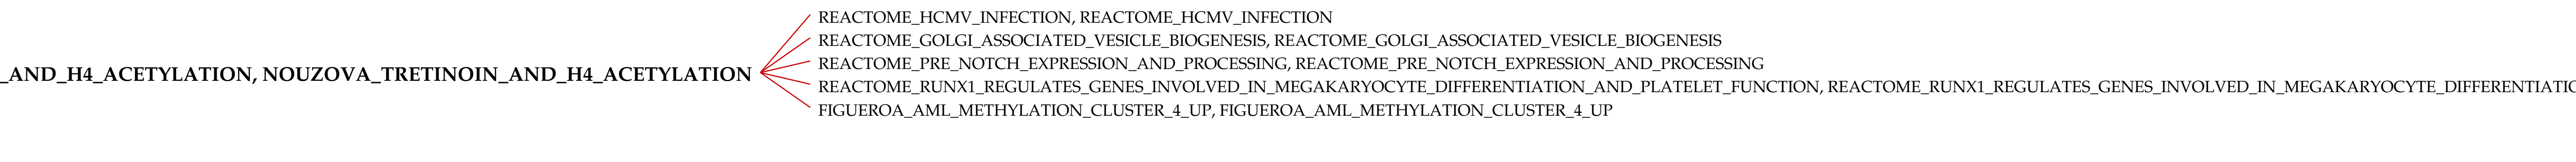 REACTOME_HCMV_INFECTION, REACTOME_HCMV_INFECTION
REACTOME_GOLGI_ASSOCIATED_VESICLE_BIOGENESIS, REACTOME_GOLGI_ASSOCIATED_VESICLE_BIOGENESIS
REACTOME_PRE_NOTCH_EXPRESSION_AND_PROCESSING, REACTOME_PRE_NOTCH_EXPRESSION_AND_PROCESSING
_AND_H4_ACETYLATION, NOUZOVA_TRETINOIN_AND_H4_ACETYLATION
REACTOME_RUNX1_REGULATES_GENES_INVOLVED_IN_MEGAKARYOCYTE_DIFFERENTIATION_AND_PLATELET_FUNCTION, REACTOME_RUNX1_REGULATES_GENES_INVOLVED_IN_MEGAKARYOCYTE_DIFFERENTIATIO
FIGUEROA_AML_METHYLATION_CLUSTER_4_UP, FIGUEROA_AML_METHYLATION_CLUSTER_4_UP